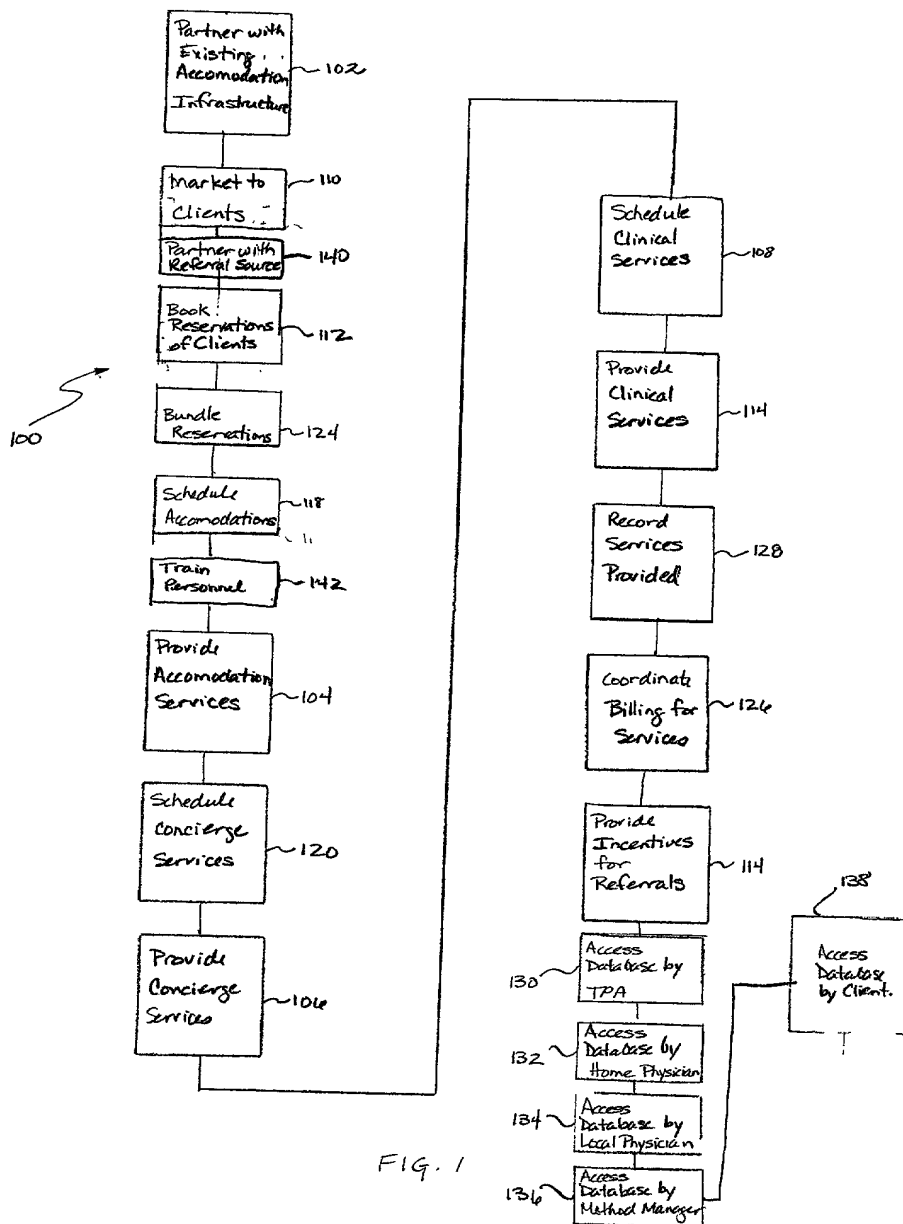 Partner with
Existing
Accomodation
Infrastructure
102
Market to
Clients
110
Partner with
Referral Source
140
Book
Reservations
of Clients
112
100
Bundle
Reservations
124
Schedule
Accomodations
118
Train
Personnel
142
Provide
Accomodation
Services
104
Schedule
Concierge
Services
120
Provide
Concierge
Services
106
Schedule
Clinical
Services
108
Provide
Clinical
Services
114
Record
Services
Provided
128
Coordinate
Billing for
Services
126
Provide
Incentives
for
Referrals
114
Access
Database by
TPA
130
Access
Database by
Home Physician
132
Access
Database by
Local Physician
134
Access
Database by
Method Manager
136
138
Access
Database
by Client.
FIG. 1